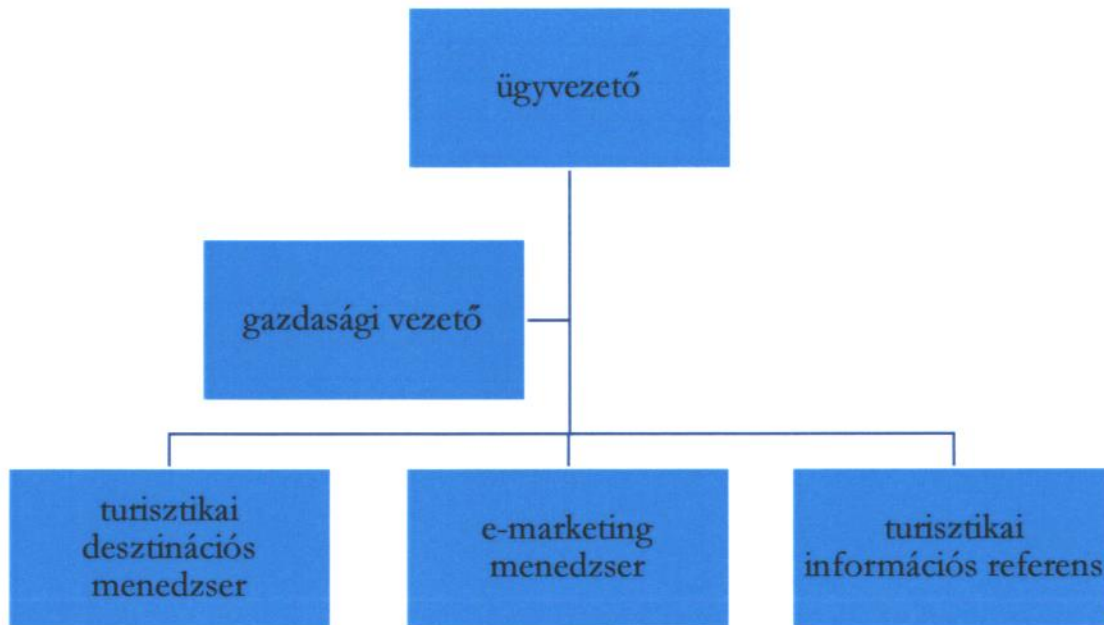 ügyvezető
gazdasági vezető
turisztikai
desztinációs
menedzser
e-marketing
menedzser
turisztikai
információs referens